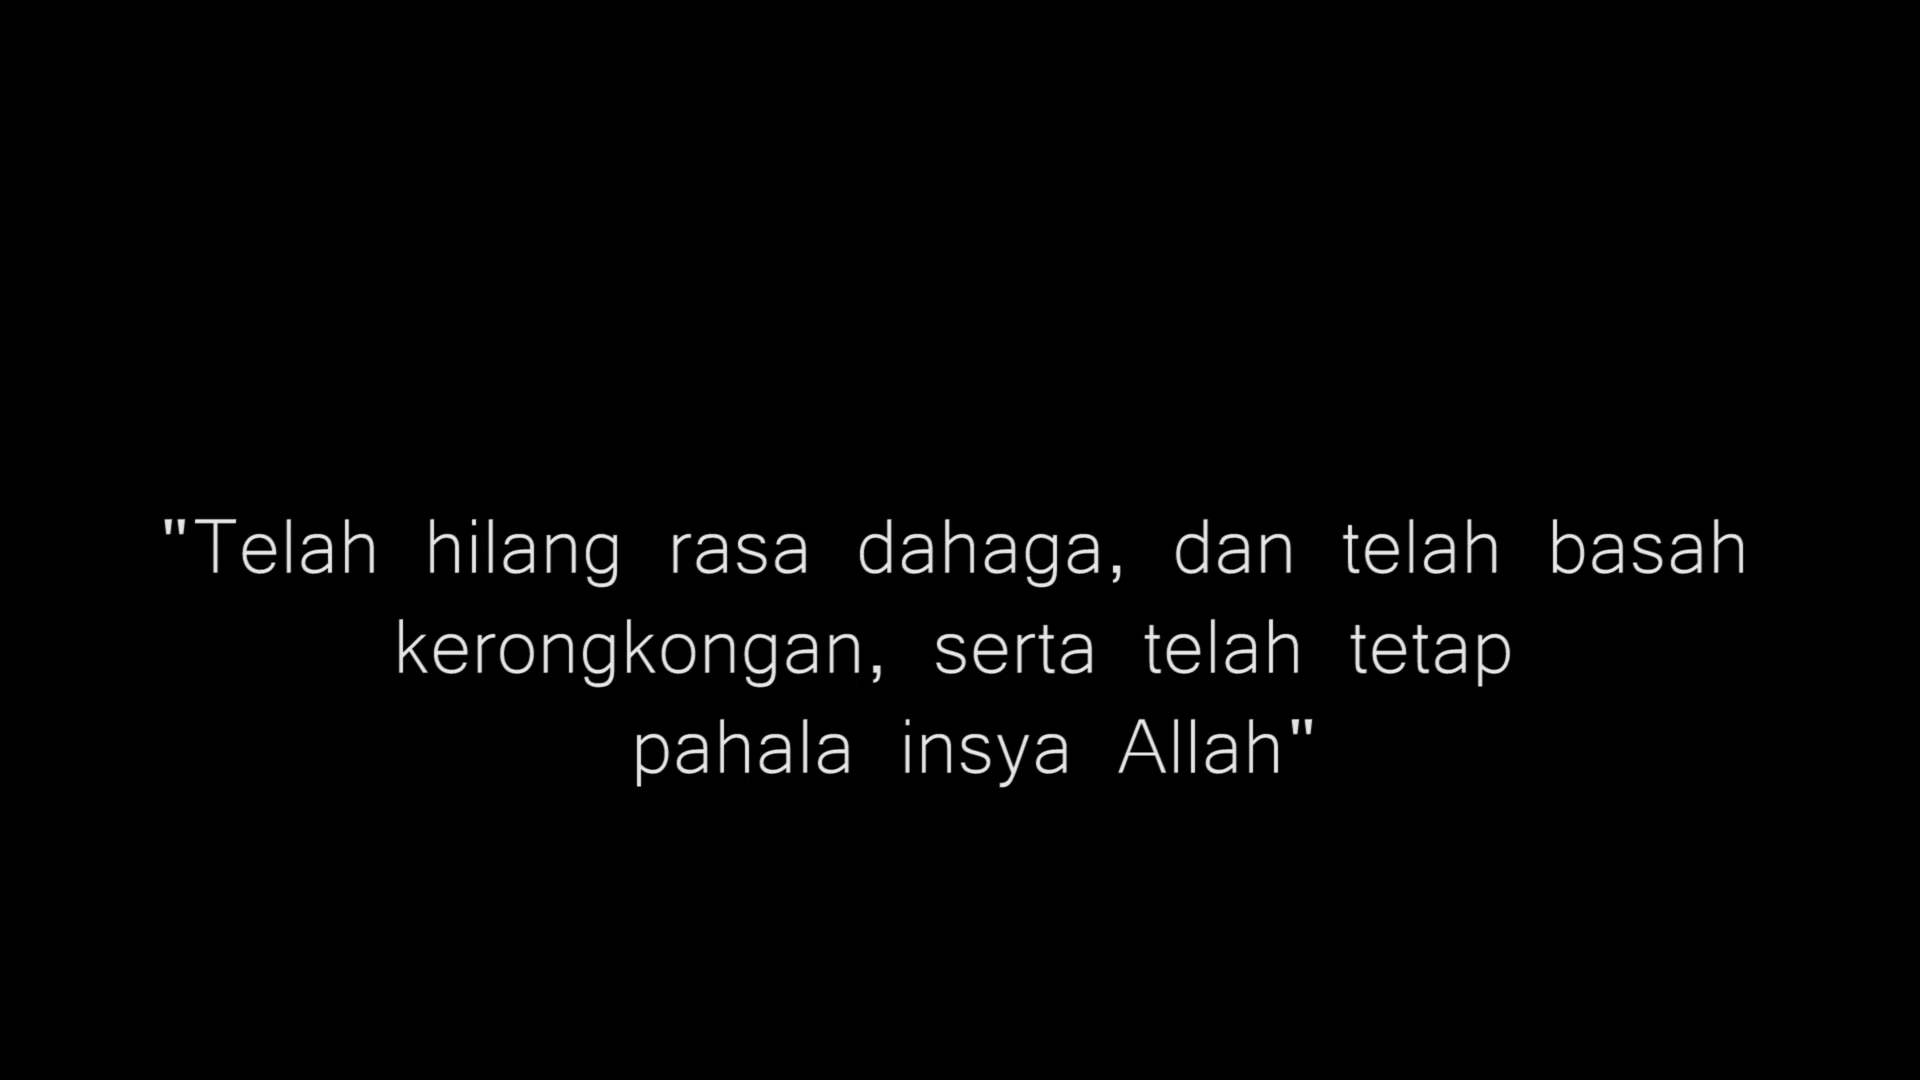 "Telah hilang rasa dahaga, dan telah basah
kerongkongan, serta telah tetap
pahala insya Allah"